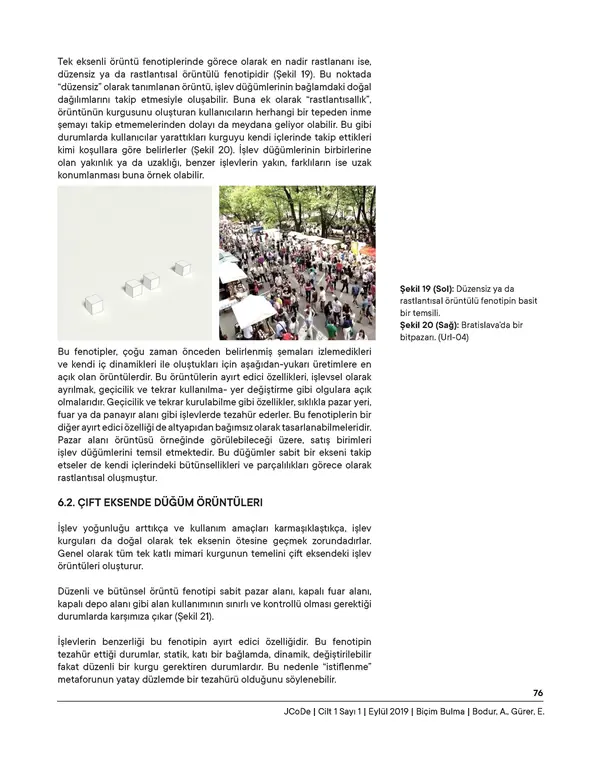 Tek eksenli örüntü fenotiplerinde görece olarak en nadir rastlananı ise,
düzensiz ya da rastlantısal örüntülü fenotipidir (Şekil 19). Bu noktada
“düzensiz” olarak tanımlanan örüntü, işlev düğümlerinin bağlamdaki doğal
dağılımlarını takip etmesiyle oluşabilir. Buna ek olarak “rastlantısallık”,
örüntünün kurgusunu oluşturan kullanıcıların herhangi bir tepeden inme
şemayı takip etmemelerinden dolayı da meydana geliyor olabilir. Bu gibi
durumlarda kullanıcılar yarattıkları kurguyu kendi içlerinde takip ettikleri
kimi koşullara göre belirlerler (Şekil 20). İşlev düğümlerinin birbirlerine
olan yakınlık ya da uzaklığı, benzer işlevlerin yakın, farklıların ise uzak
konumlanması buna örnek olabilir.
Şekil 19 (Sol): Düzensiz ya da
rastlantısal örüntülü fenotipin basit
bir temsili.
Şekil 20 (Sağ): Bratislava’da bir
bitpazarı. (Url-04)
Bu fenotipler, çoğu zaman önceden belirlenmiş şemaları izlemedikleri
ve kendi iç dinamikleri ile oluştukları için aşağıdan-yukarı üretimlere en
açık olan örüntülerdir. Bu örüntülerin ayırt edici özellikleri, işlevsel olarak
ayrılmak, geçicilik ve tekrar kullanılma- yer değiştirme gibi olgulara açık
olmalarıdır. Geçicilik ve tekrar kurulabilme gibi özellikler, sıklıkla pazar yeri,
fuar ya da panayır alanı gibi işlevlerde tezahür ederler. Bu fenotiplerin bir
diğer ayırt edici özelliği de altyapıdan bağımsız olarak tasarlanabilmeleridir.
Pazar alanı örüntüsü örneğinde görülebileceği üzere, satış birimleri
işlev düğümlerini temsil etmektedir. Bu düğümler sabit bir ekseni takip
etseler de kendi içlerindeki bütünsellikleri ve parçalılıkları görece olarak
rastlantısal oluşmuştur.
6.2. ÇIFT EKSENDE DÜĞÜM ÖRÜNTÜLERI
İşlev yoğunluğu arttıkça ve kullanım amaçları karmaşıklaştıkça, işlev
kurguları da doğal olarak tek eksenin ötesine geçmek zorundadırlar.
Genel olarak tüm tek katlı mimari kurgunun temelini çift eksendeki işlev
örüntüleri oluşturur.
Düzenli ve bütünsel örüntü fenotipi sabit pazar alanı, kapalı fuar alanı,
kapalı depo alanı gibi alan kullanımının sınırlı ve kontrollü olması gerektiği
durumlarda karşımıza çıkar (Şekil 21).
İşlevlerin benzerliği bu fenotipin ayırt edici özelliğidir. Bu fenotipin
tezahür ettiği durumlar, statik, katı bir bağlamda, dinamik, değiştirilebilir
fakat düzenli bir kurgu gerektiren durumlardır. Bu nedenle “istiflenme”
metaforunun yatay düzlemde bir tezahürü olduğunu söylenebilir.
76
JCoDe | Cilt 1 Sayı 1 | Eylül 2019 | Biçim Bulma | Bodur, A., Gürer, E.